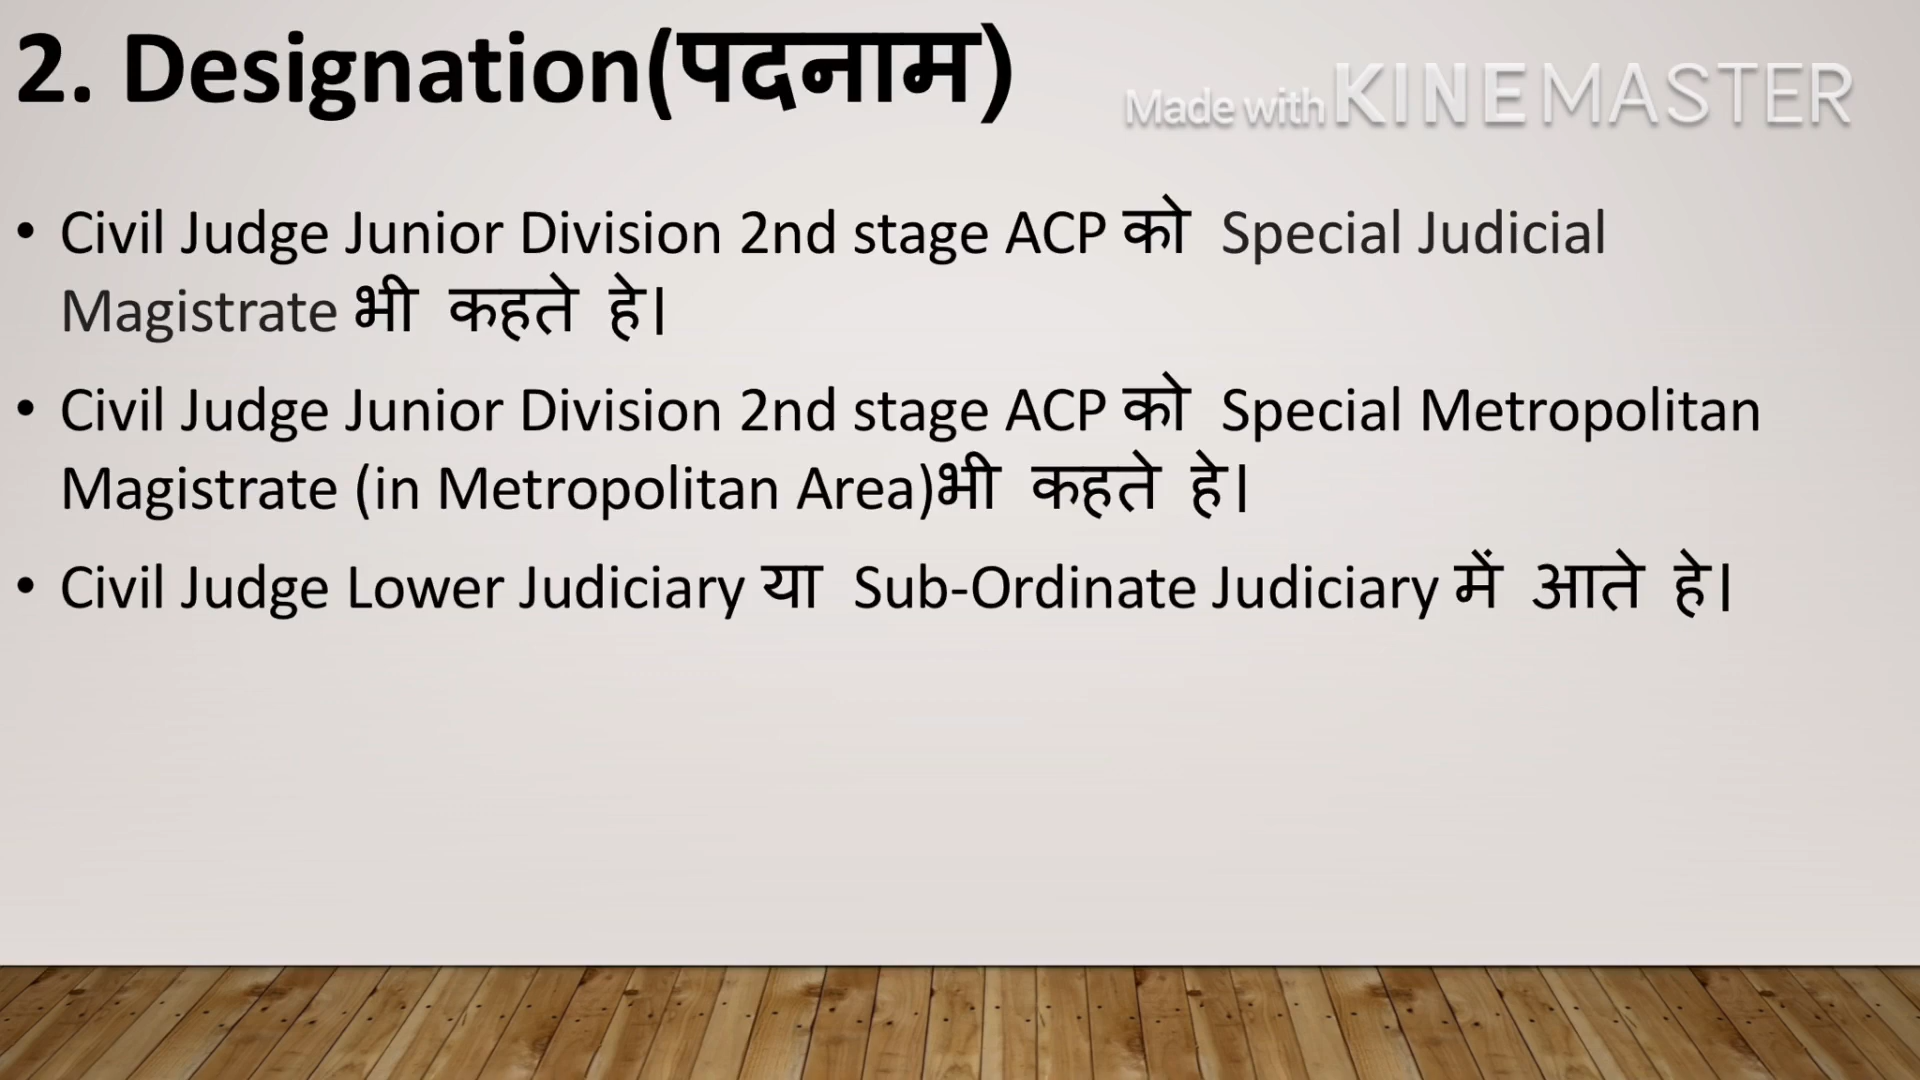 2. Designation(पदनाम)
Made with KINEMASTER
• Civil Judge Junior Division 2nd stage ACP को Special Judicial
Magistrate भी कहते हे।
• Civil Judge Junior Division 2nd stage ACP को Special Metropolitan
Magistrate (in Metropolitan Area)भी कहते हे।
• Civil Judge Lower Judiciary या Sub-Ordinate Judiciary में आते हे।